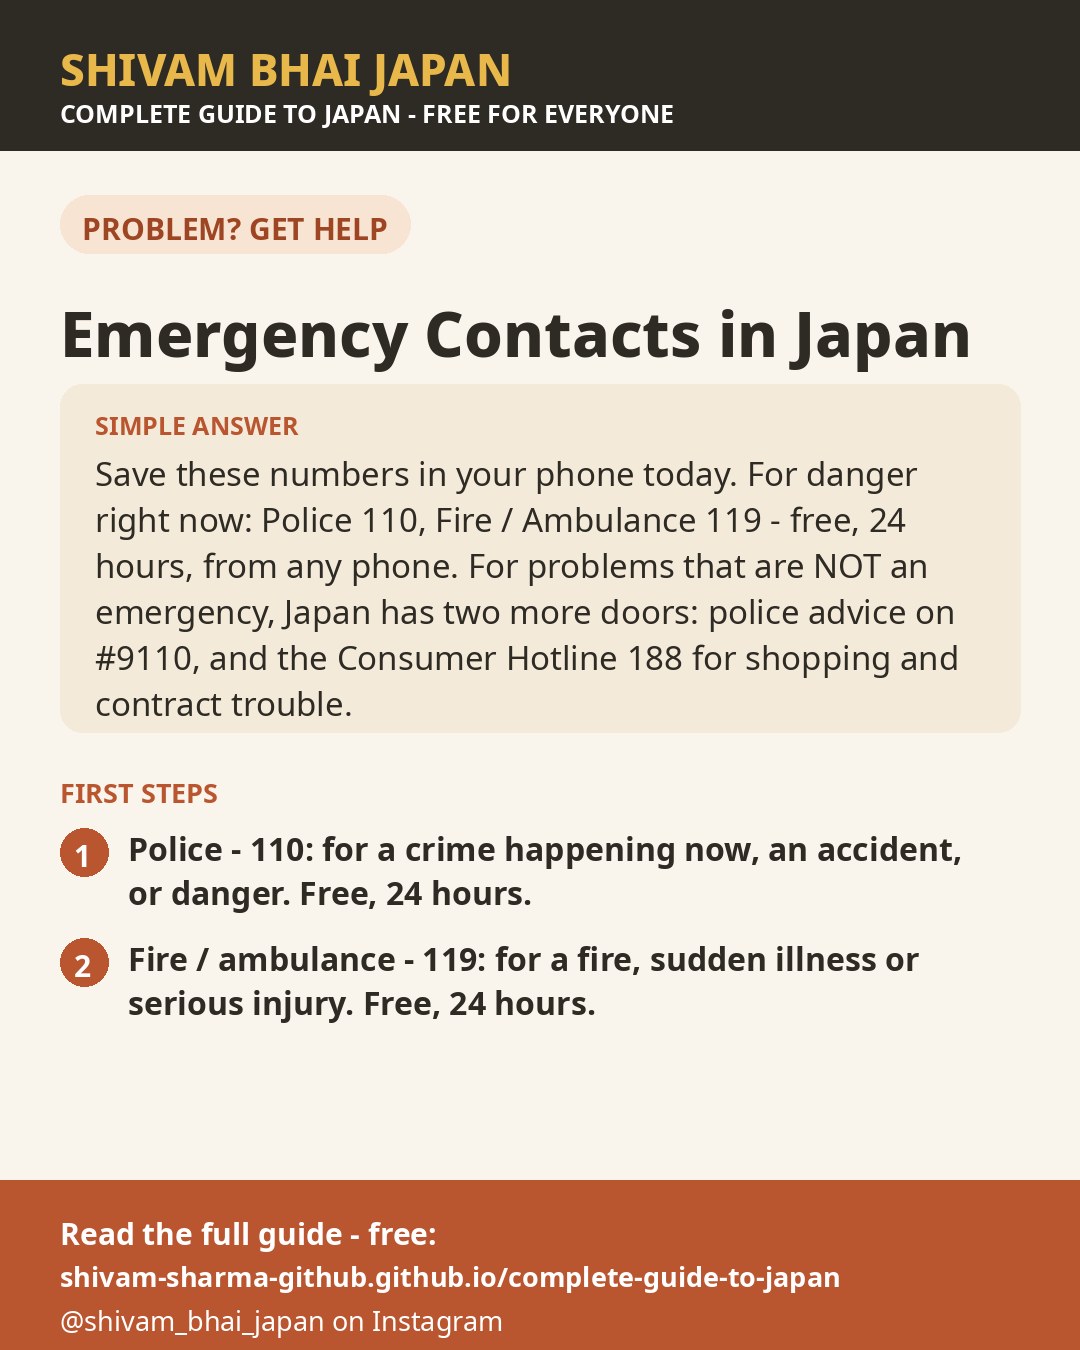 SHIVAM BHAI JAPAN
COMPLETE GUIDE TO JAPAN - FREE FOR EVERYONE
PROBLEM? GET HELP
Emergency Contacts in Japan
SIMPLE ANSWER
Save these numbers in your phone today. For danger
right now: Police 110, Fire / Ambulance 119 - free, 24
hours, from any phone. For problems that are NOT an
emergency, Japan has two more doors: police advice on
#9110, and the Consumer Hotline 188 for shopping and
contract trouble.
FIRST STEPS
1 Police - 110: for a crime happening now, an accident,
or danger. Free, 24 hours.
2 Fire / ambulance - 119: for a fire, sudden illness or
serious injury. Free, 24 hours.
Read the full guide - free:
shivam-sharma-github.github.io/complete-guide-to-japan
@shivam_bhai_japan on Instagram